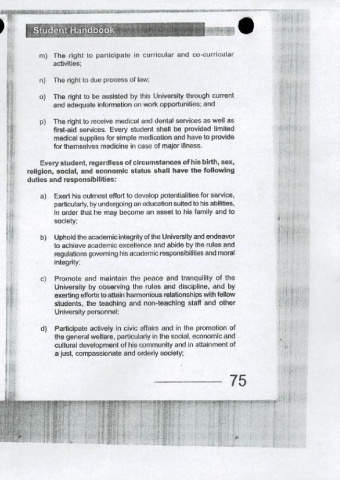 Student Handbook
m) The right to participate in curricular and co-curricular
activities;
n) The right to due process of law;
o) The right to be assisted by this University through current
and adequate information on work opportunities; and
p) The right to receive medical and dental services as well as
first-aid services. Every student shall be provided limited
medical supplies for simple medication and have to provide
for themselves medicine in case of major illness.
Every student, regardless of circumstances of his birth, sex,
religion, social, and economic status shall have the following
duties and responsibilities:
a) Exert his outmost effort to develop potentialities for service,
particularly, by undergoing an education suited to his abilities,
in order that he may become an asset to his family and to
society;
b) Uphold the academic integrity of the University and endeavor
to achieve academic excellence and abide by the rules and
regulations governing his academic responsibilities and moral
integrity;
c) Promote and maintain the peace and tranquility of the
University by observing the rules and discipline, and by
exerting efforts to attain harmonious relationships with fellow
students, the teaching and non-teaching staff and other
University personnel;
d) Participate actively in civic affairs and in the promotion of
the general welfare, particularly in the social, economic and
cultural development of his community and in attainment of
a just, compassionate and orderly society;
75